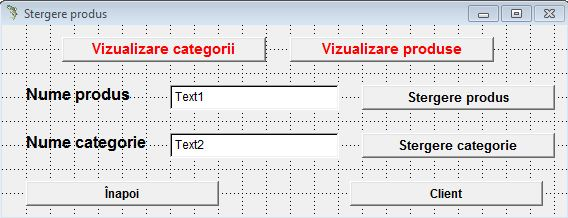 Stergere produs
Vizualizare categorii Vizualizare produse
Nume produs Text1 Stergere produs
Nume categorie Text2 Stergere categorie
Înapoi Client